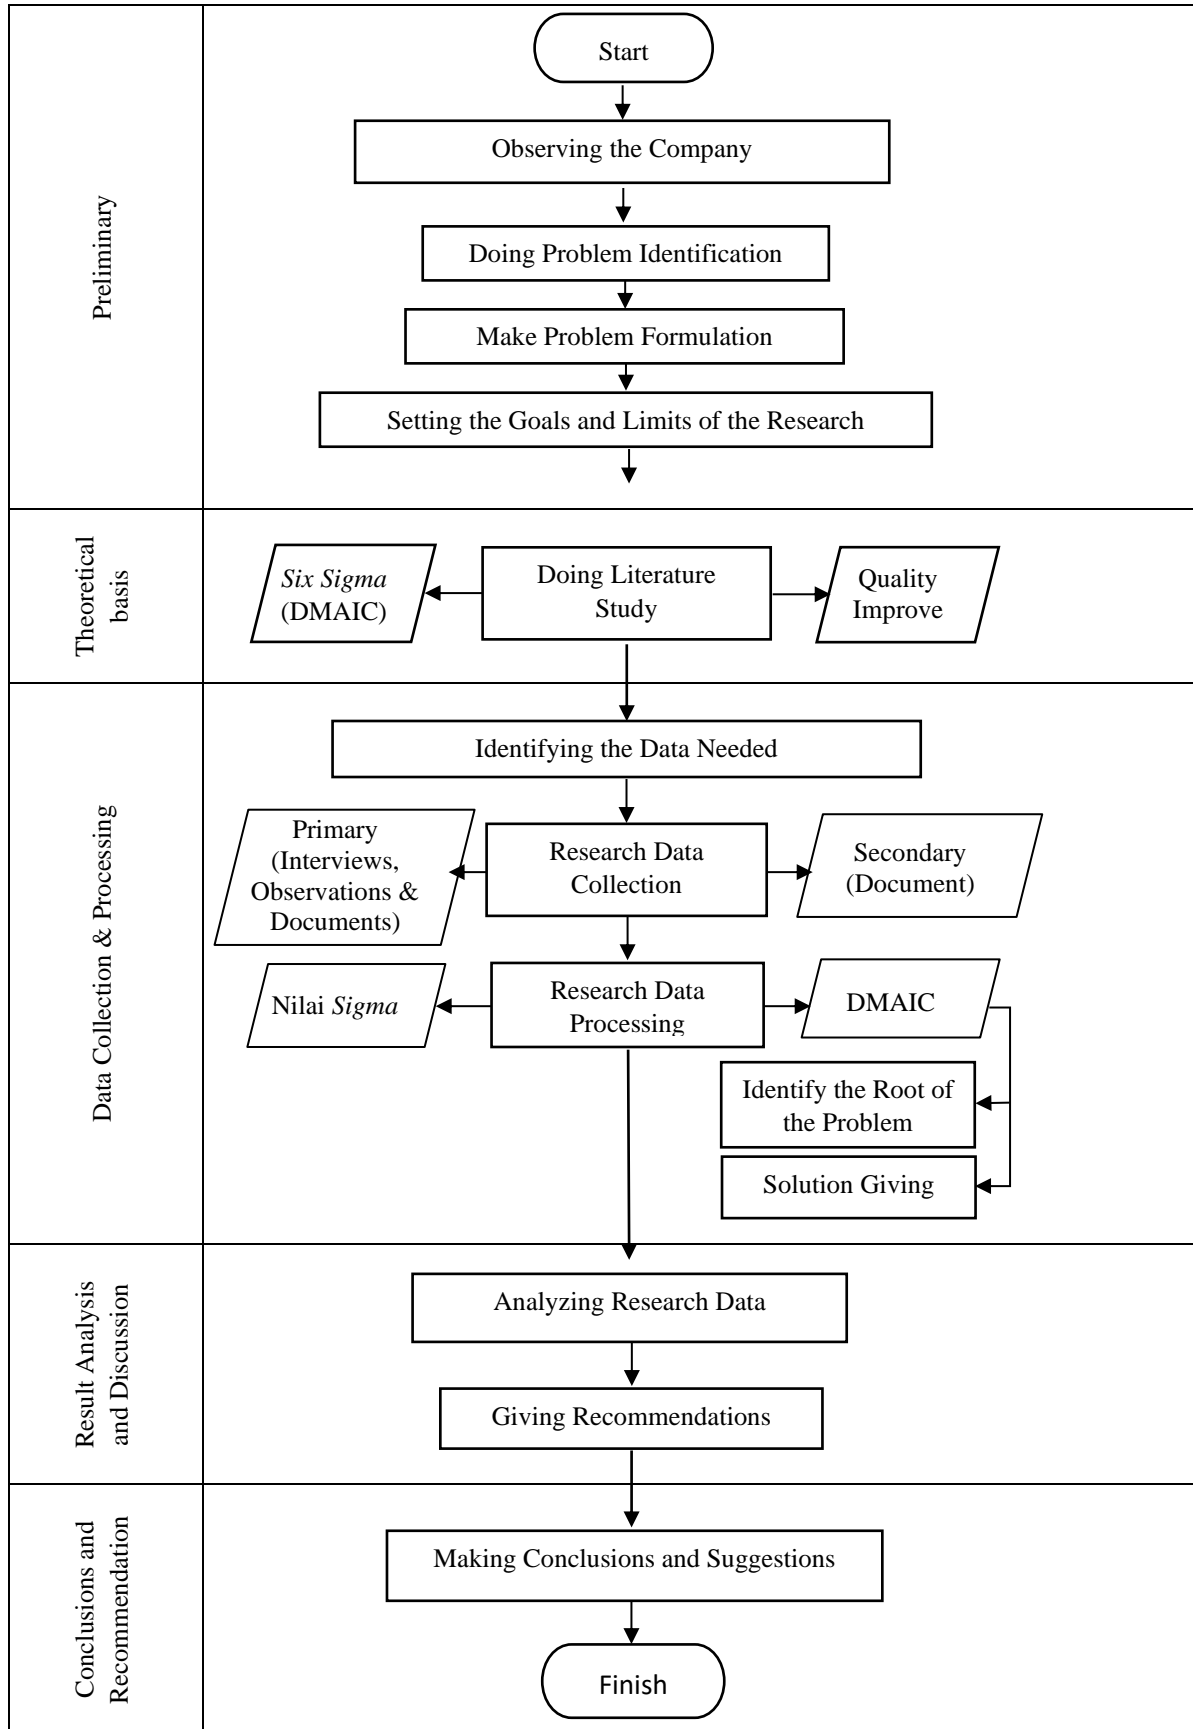 Preliminary
Start
Observing the Company
Doing Problem Identification
Make Problem Formulation
Setting the Goals and Limits of the Research
Theoretical
basis
Six Sigma
(DMAIC)
Doing Literature
Study
Quality
Improve
Data Collection & Processing
Identifying the Data Needed
Primary
(Interviews,
Observations &
Documents)
Research Data
Collection
Secondary
(Document)
Nilai Sigma
Research Data
Processing
DMAIC
Identify the Root of
the Problem
Solution Giving
Result Analysis
and Discussion
Analyzing Research Data
Giving Recommendations
Conclusions and
Recommendation
Making Conclusions and Suggestions
Finish